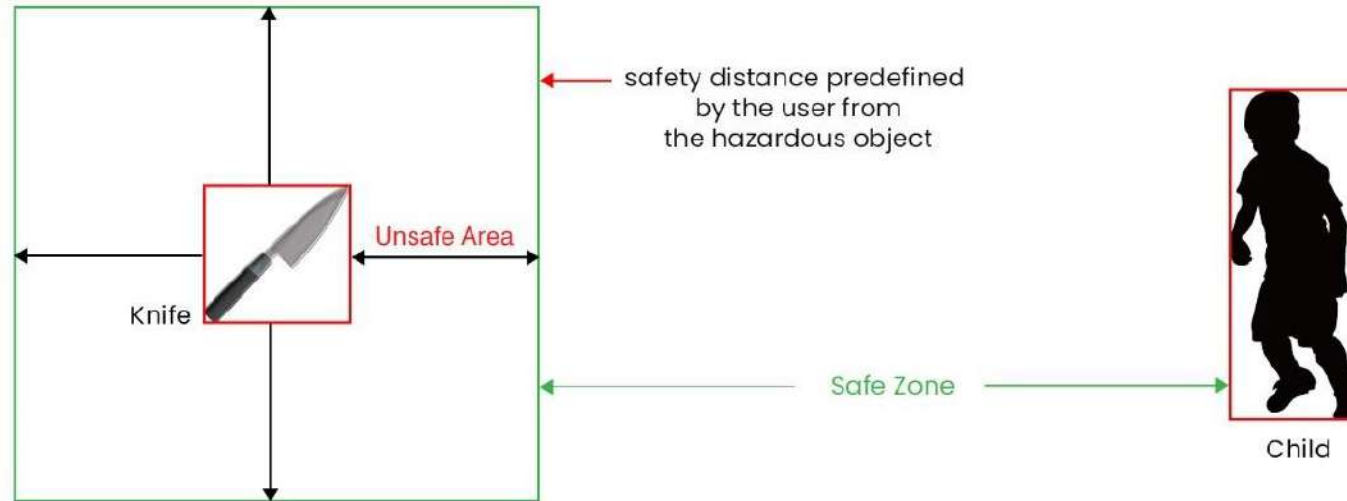 safety distance predefined
by the user from
the hazardous object
Unsafe Area
Knife
Safe Zone
Child